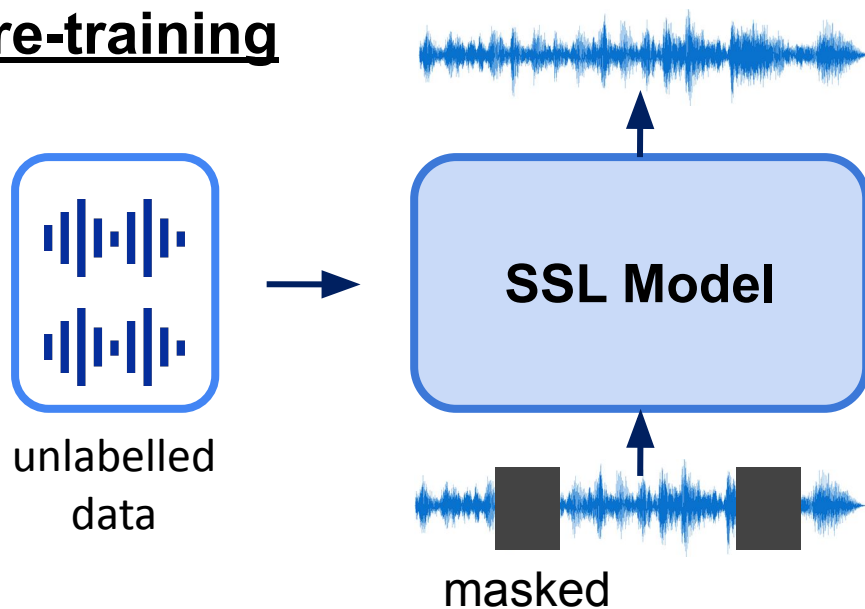 re-training
SSL Model
unlabelled
data
masked